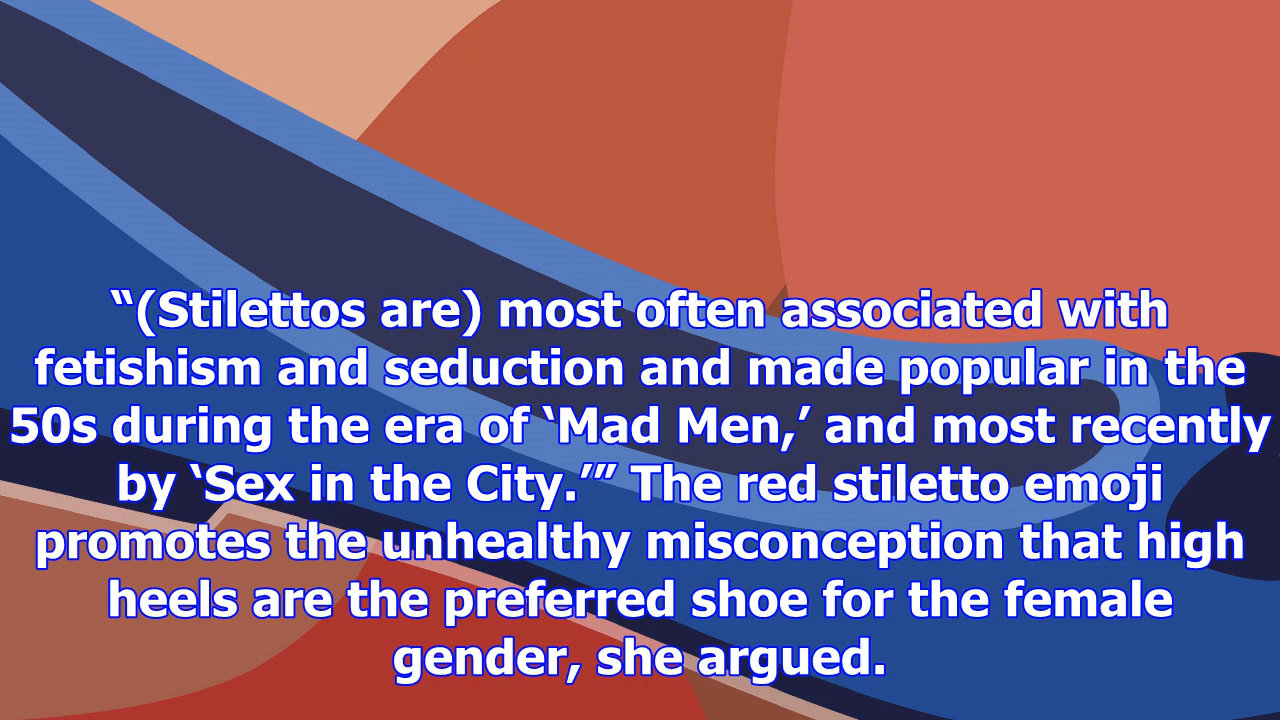 “(Stilettos are) most often associated with
fetishism and seduction and made popular in the
50s during the era of ‘Mad Men,’ and most recently
by ‘Sex in the City.’” The red stiletto emoji
promotes the unhealthy misconception that high
heels are the preferred shoe for the female
gender, she argued.